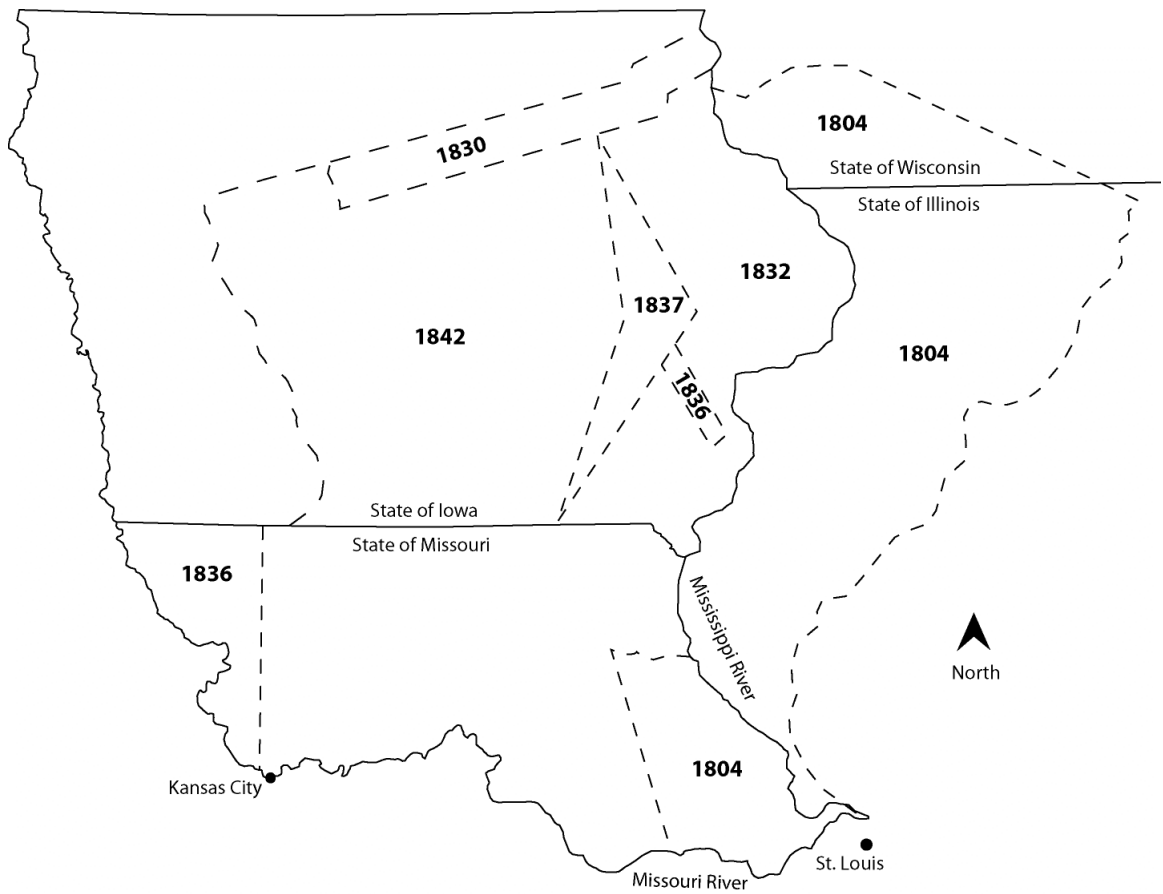 1804
1830
State of Wisconsin
State of Illinois
1832
1837
1842
1804
1836
State of Iowa
State of Missouri
1836
Mississippi River
North
1804
Kansas City
St. Louis
Missouri River